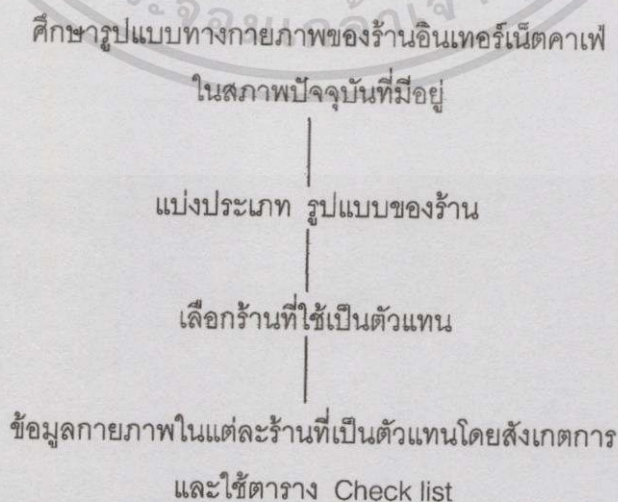 ศึกษารูปแบบทางกายภาพของร้านอินเทอร์เน็ตคาเฟ่
ในสภาพปัจจุบันที่มีอยู่
แบ่งประเภท รูปแบบของร้าน
เลือกร้านที่ใช้เป็นตัวแทน
ข้อมูลกายภาพในแต่ละร้านที่เป็นตัวแทนโดยสังเกตการ
และใช้ตาราง Check list